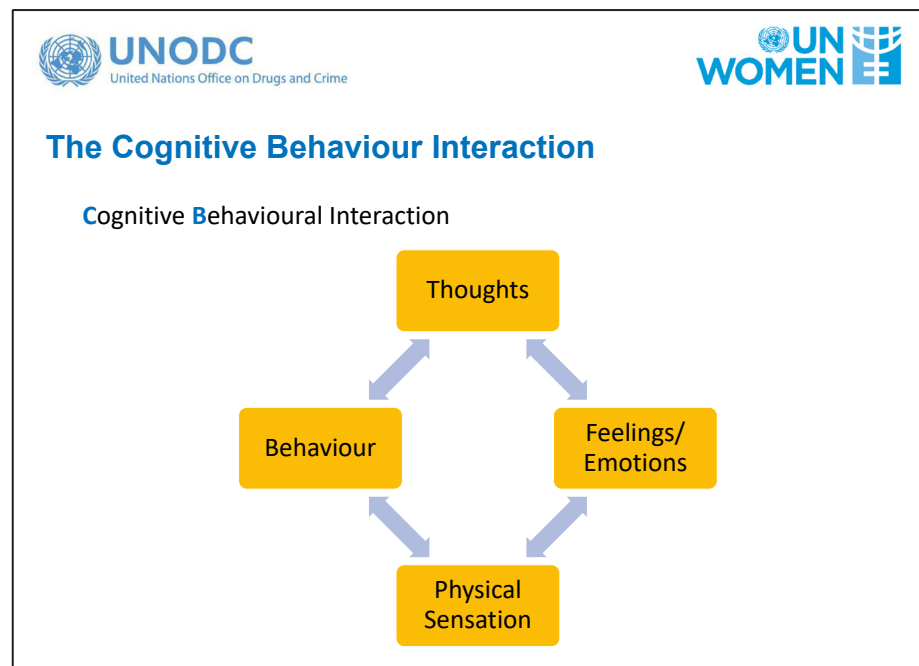 UNODC
United Nations Office on Drugs and Crime
UN
WOMEN
The Cognitive Behaviour Interaction
Cognitive Behavioural Interaction
Thoughts
Behaviour
Feelings/
Emotions
Physical
Sensation